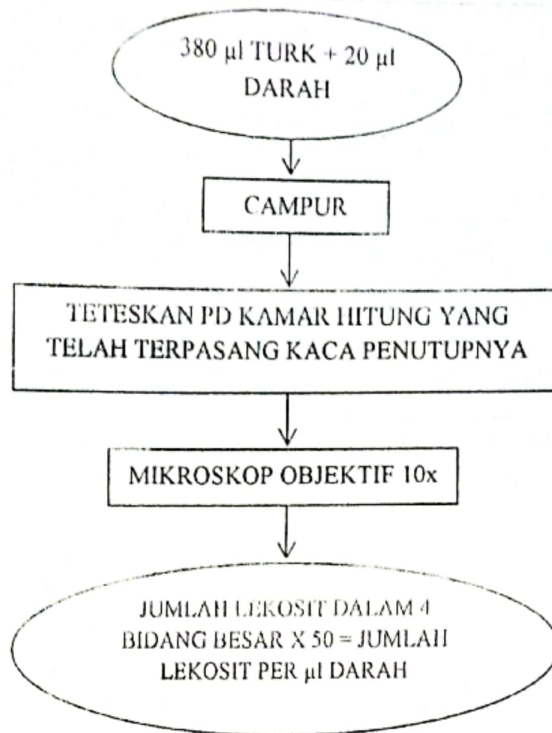 380 µl TURK + 20 µl
DARAH
CAMPUR
TETESKAN PD KAMAR HITUNG YANG
TELAH TERPASANG KACA PENUTUPNYA
MIKROSKOP OBJEKTIF 10x
JUMLAH LEKOSIT DALAM 4
BIDANG BESAR X 50 = JUMLAH
LEKOSIT PER µl DARAH